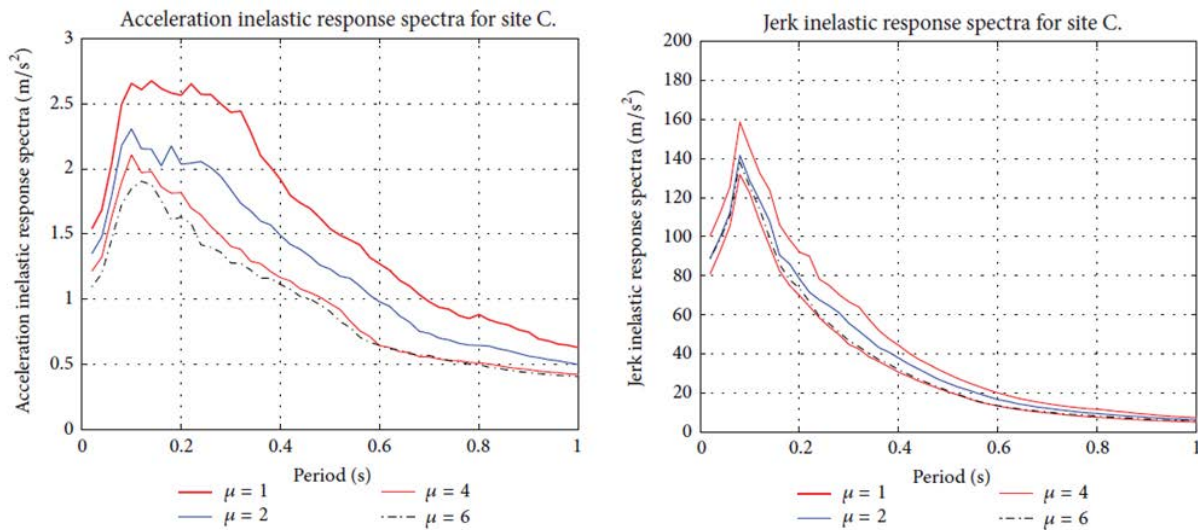 Acceleration inelastic response spectra for site C.
3
2.5
2
1.5
1
0.5
0
Acceleration inelastic response spectra (m/s²)
0 0.2 0.4 0.6 0.8 1
Period (s)
μ = 1 μ = 4
μ = 2 μ = 6
Jerk inelastic response spectra for site C.
200
180
160
140
120
100
80
60
40
20
0
Jerk inelastic response spectra (m/s²)
0 0.2 0.4 0.6 0.8 1
Period (s)
μ = 1 μ = 4
μ = 2 μ = 6